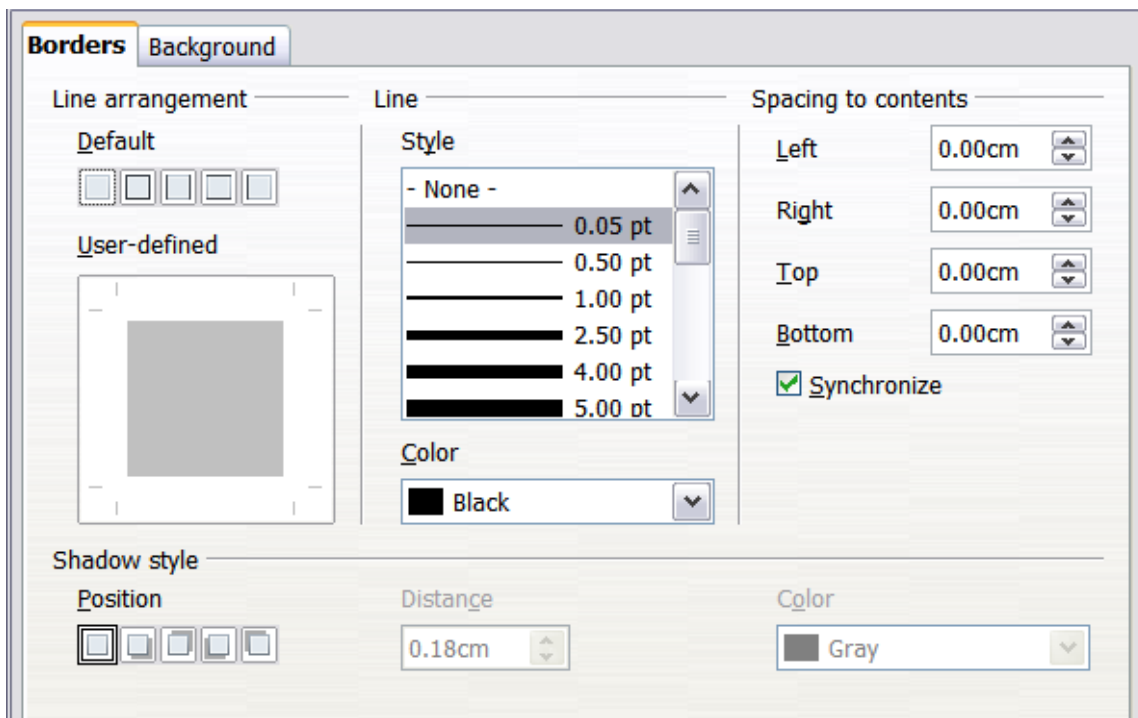 Borders Background
Line arrangement
Default
User-defined
Line
Style
- None -
0.05 pt
0.50 pt
1.00 pt
2.50 pt
4.00 pt
5.00 pt
Color
Black
Spacing to contents
Left 0.00cm
Right 0.00cm
Top 0.00cm
Bottom 0.00cm
Synchronize
Shadow style
Position
Distance
0.18cm
Color
Gray